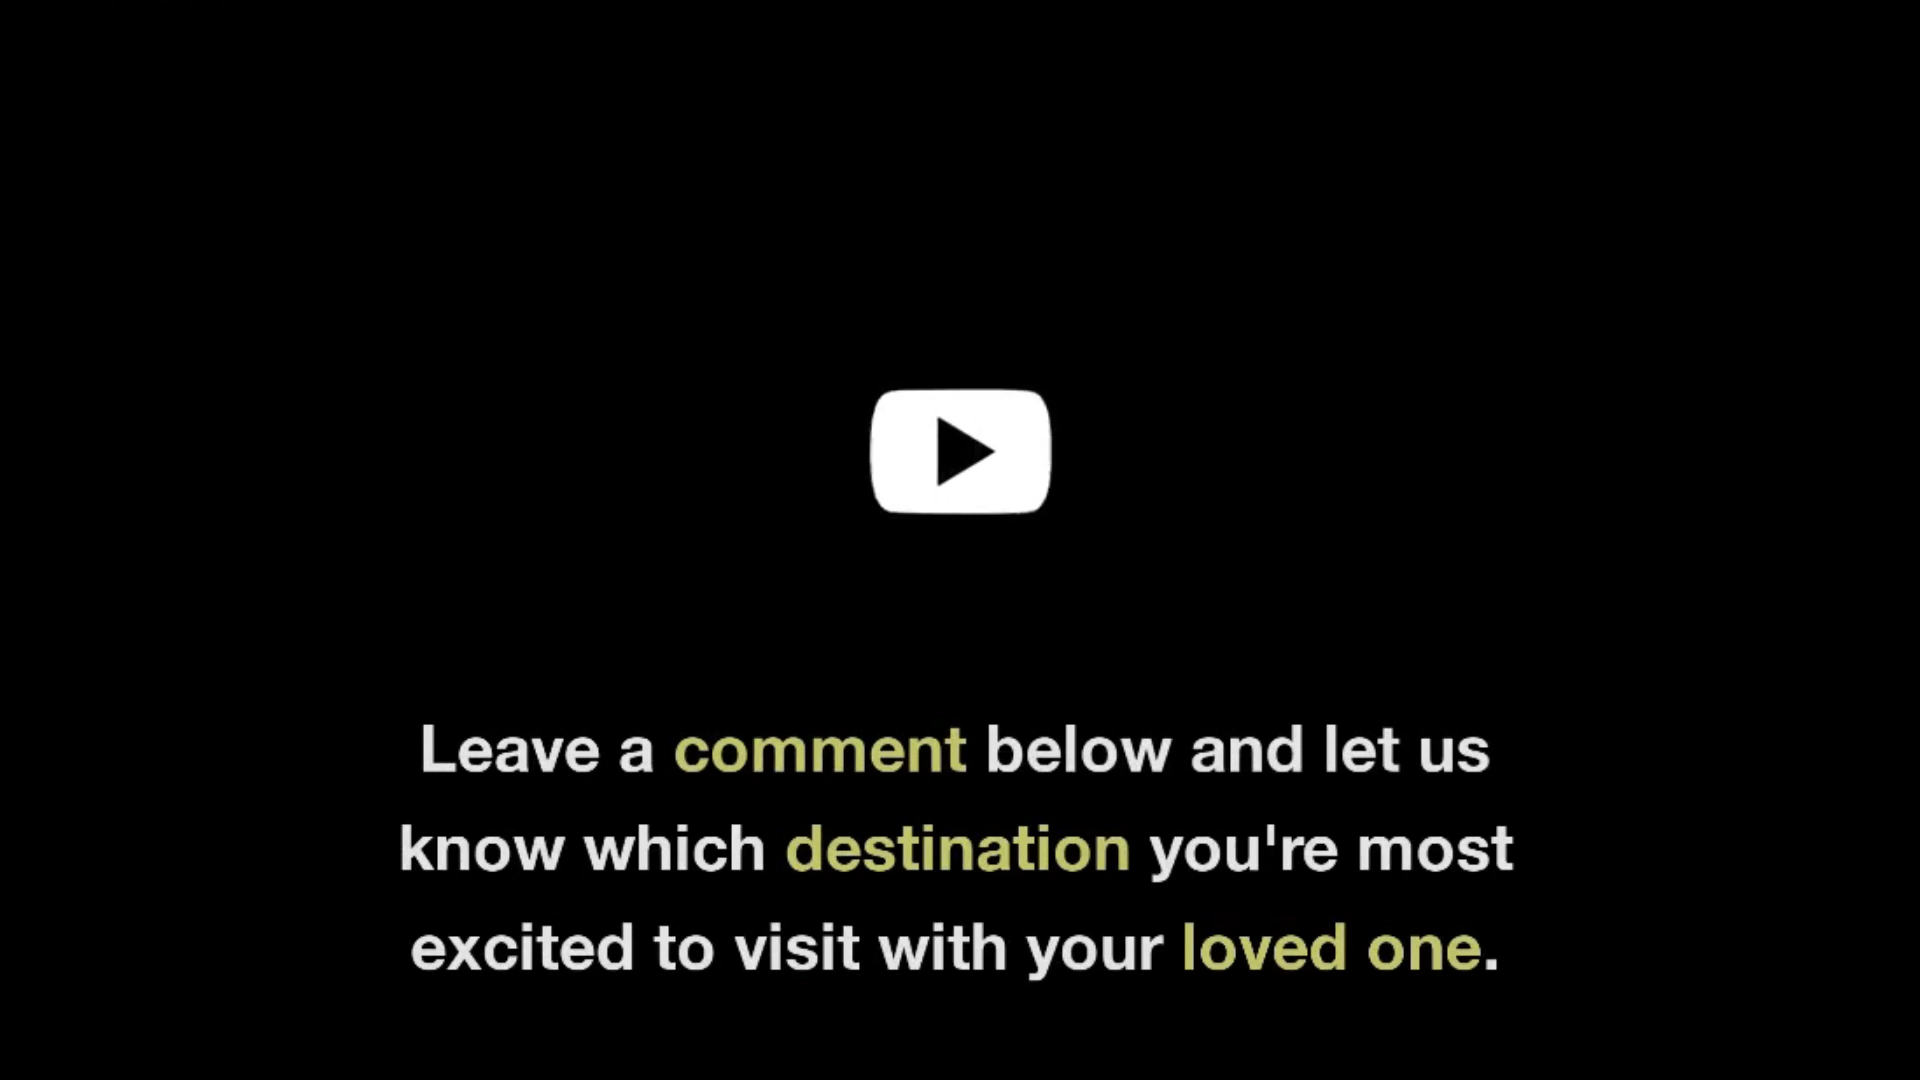 Leave a comment below and let us
know which destination you're most
excited to visit with your loved one.